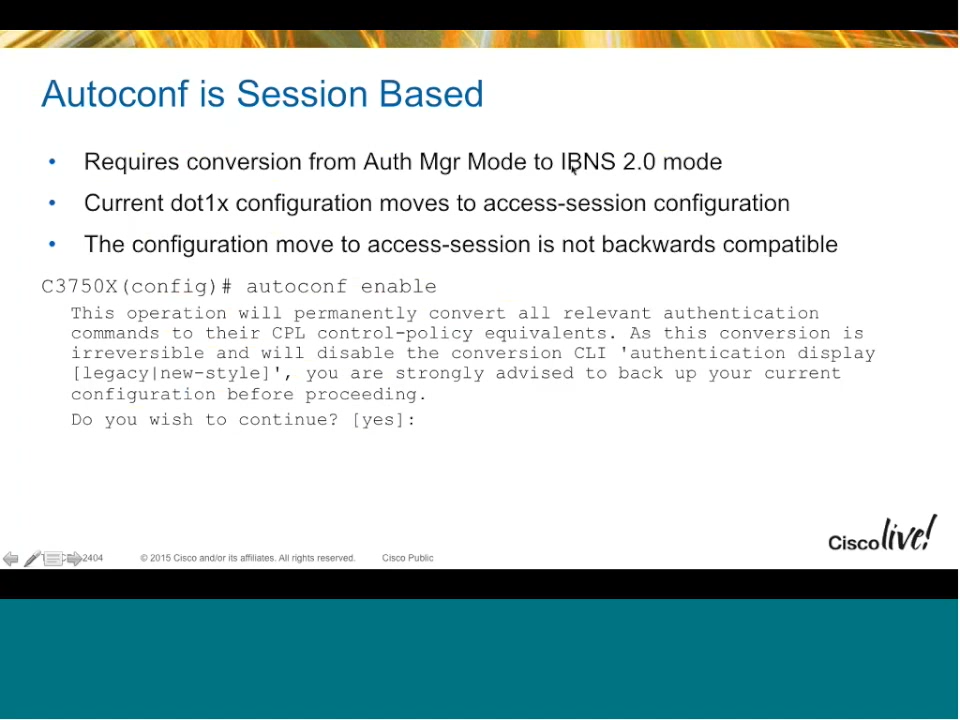 Autoconf is Session Based
• Requires conversion from Auth Mgr Mode to IBNS 2.0 mode
• Current dot1x configuration moves to access-session configuration
• The configuration move to access-session is not backwards compatible
C3750X(config)# autoconf enable
This operation will permanently convert all relevant authentication
commands to their CPL control-policy equivalents. As this conversion is
irreversible and will disable the conversion CLI 'authentication display
[legacy|new-style]', you are strongly advised to back up your current
configuration before proceeding.
Do you wish to continue? [yes]:
Cisco live!
2404 © 2015 Cisco and/or its affiliates. All rights reserved. Cisco Public